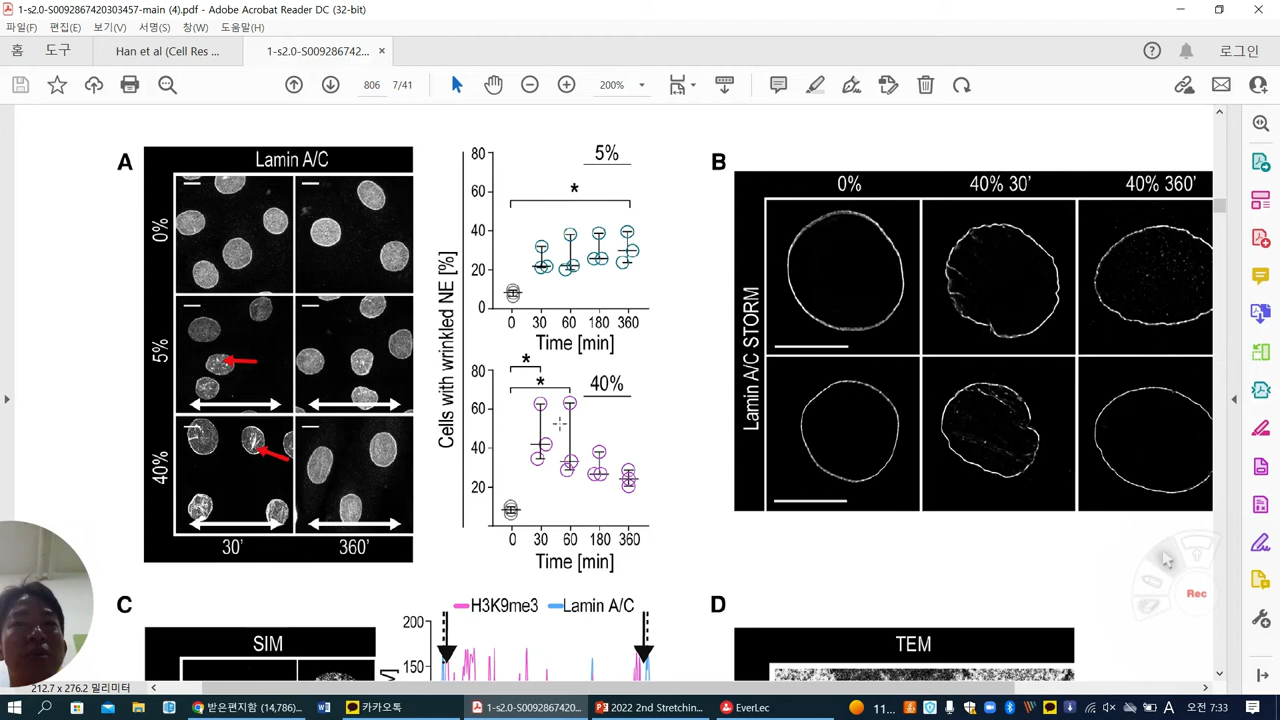 1-s2.0-S0092867420303457-main (4).pdf - Adobe Acrobat Reader DC (32-bit)
파일(F) 편집(E) 보기(V) 서명(S) 창(W) 도움말(H)
홈 도구 Han et al (Cell Res ... 1-s2.0-S009286742... × 로그인
806 7/41 200%
A
Lamin A/C
0%
5%
40%
30’ 360’
Cells with wrinkled NE [%]
80
60
40
20
0
5%
*
0 30 60 180 360
Time [min]
80
60
40
20
40%
*
*
0 30 60 180 360
Time [min]
B
0% 40% 30’ 40% 360’
Lamin A/C STORM
Rec
C
SIM
H3K9me3 Lamin A/C
200
150
D
TEM
212.7 x 276.2 밀리미터
받은편지함 (14,786)... 카카오톡 1-s2.0-S0092867420... 2022 2nd Stretchin... EverLec 11... A 오전 7:33